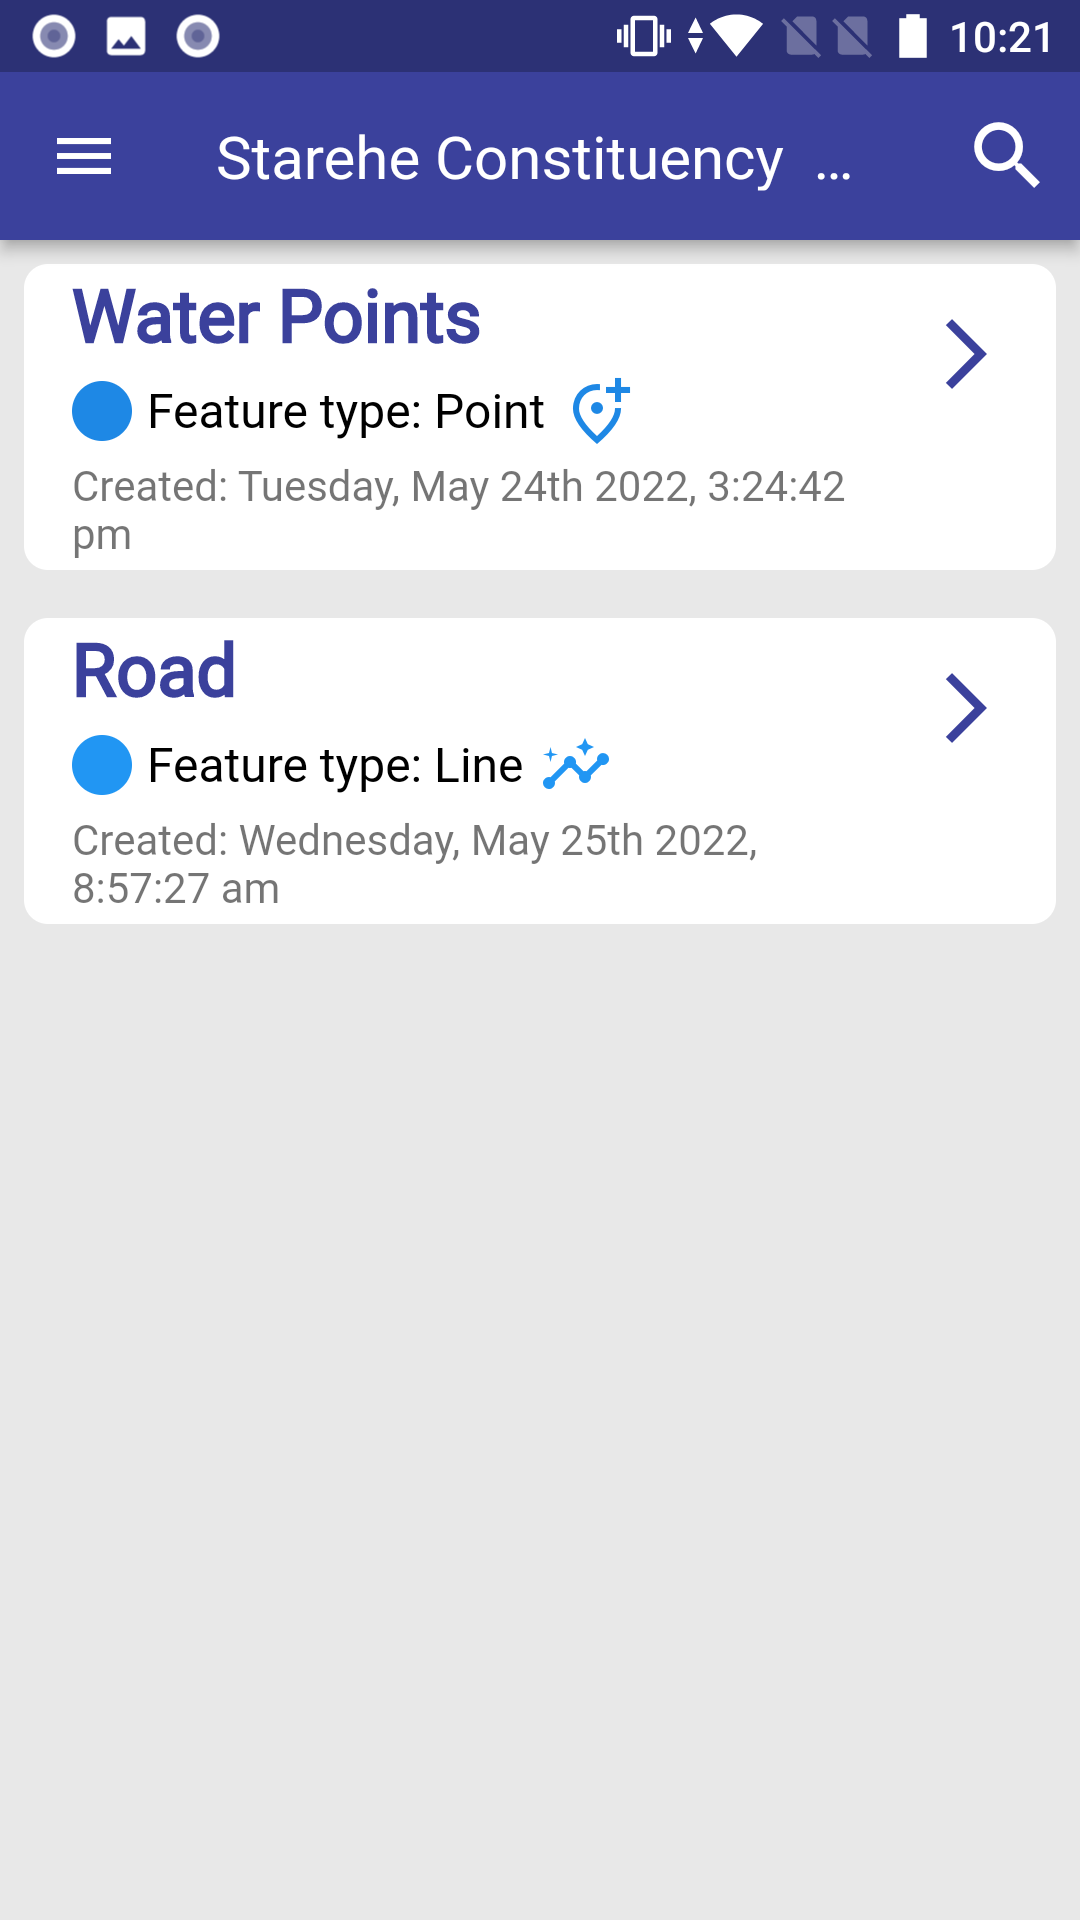 10:21
Starehe Constituency ...
Water Points
Feature type: Point
Created: Tuesday, May 24th 2022, 3:24:42
pm
Road
Feature type: Line
Created: Wednesday, May 25th 2022,
8:57:27 am